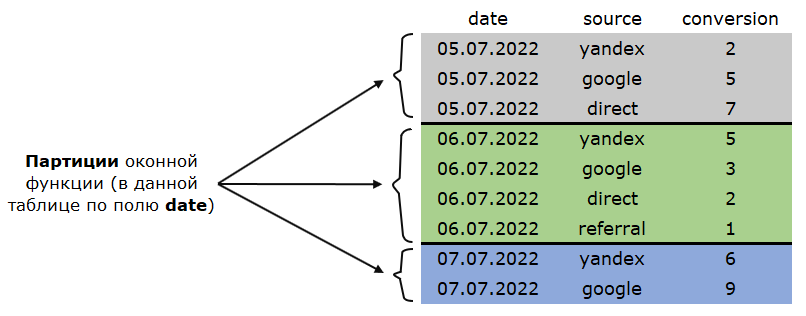 date source conversion
05.07.2022 yandex 2
05.07.2022 google 5
05.07.2022 direct 7
06.07.2022 yandex 5
06.07.2022 google 3
06.07.2022 direct 2
06.07.2022 referral 1
07.07.2022 yandex 6
07.07.2022 google 9
Партиции оконной
функции (в данной
таблице по полю date)